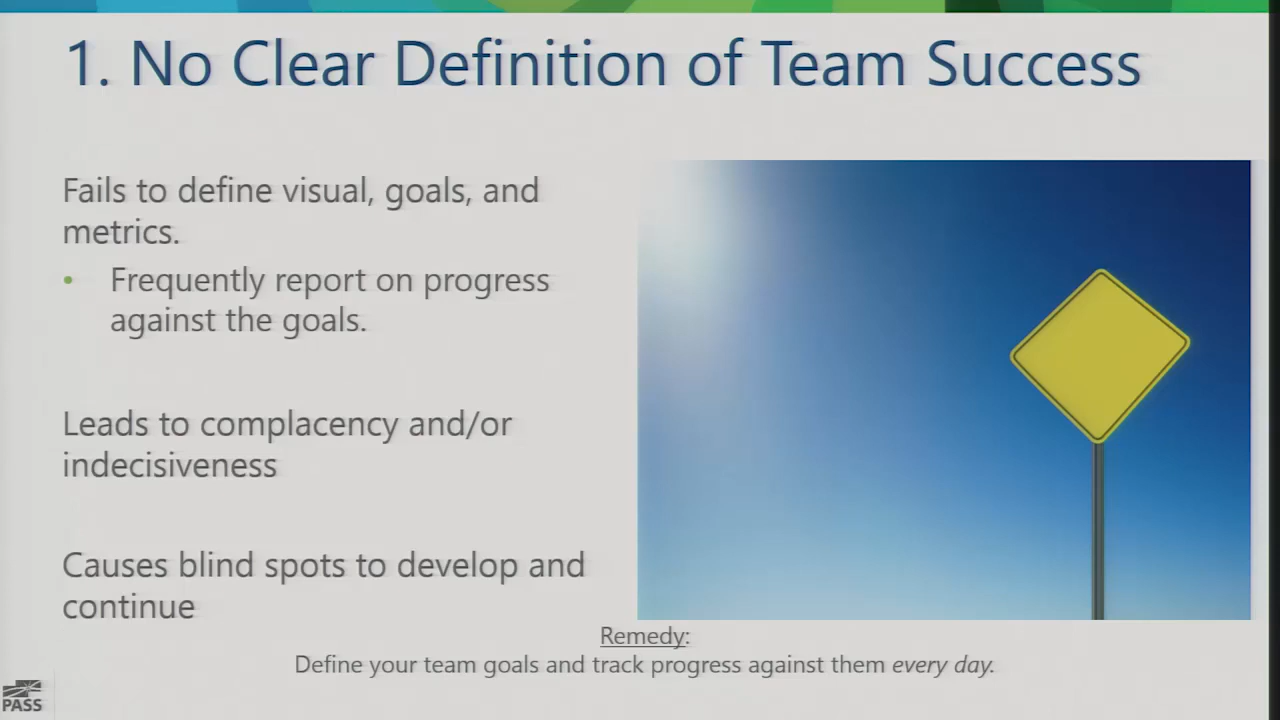 1. No Clear Definition of Team Success
Fails to define visual, goals, and
metrics.
• Frequently report on progress
against the goals.
Leads to complacency and/or
indecisiveness
Causes blind spots to develop and
continue
Remedy:
Define your team goals and track progress against them every day.
PASS